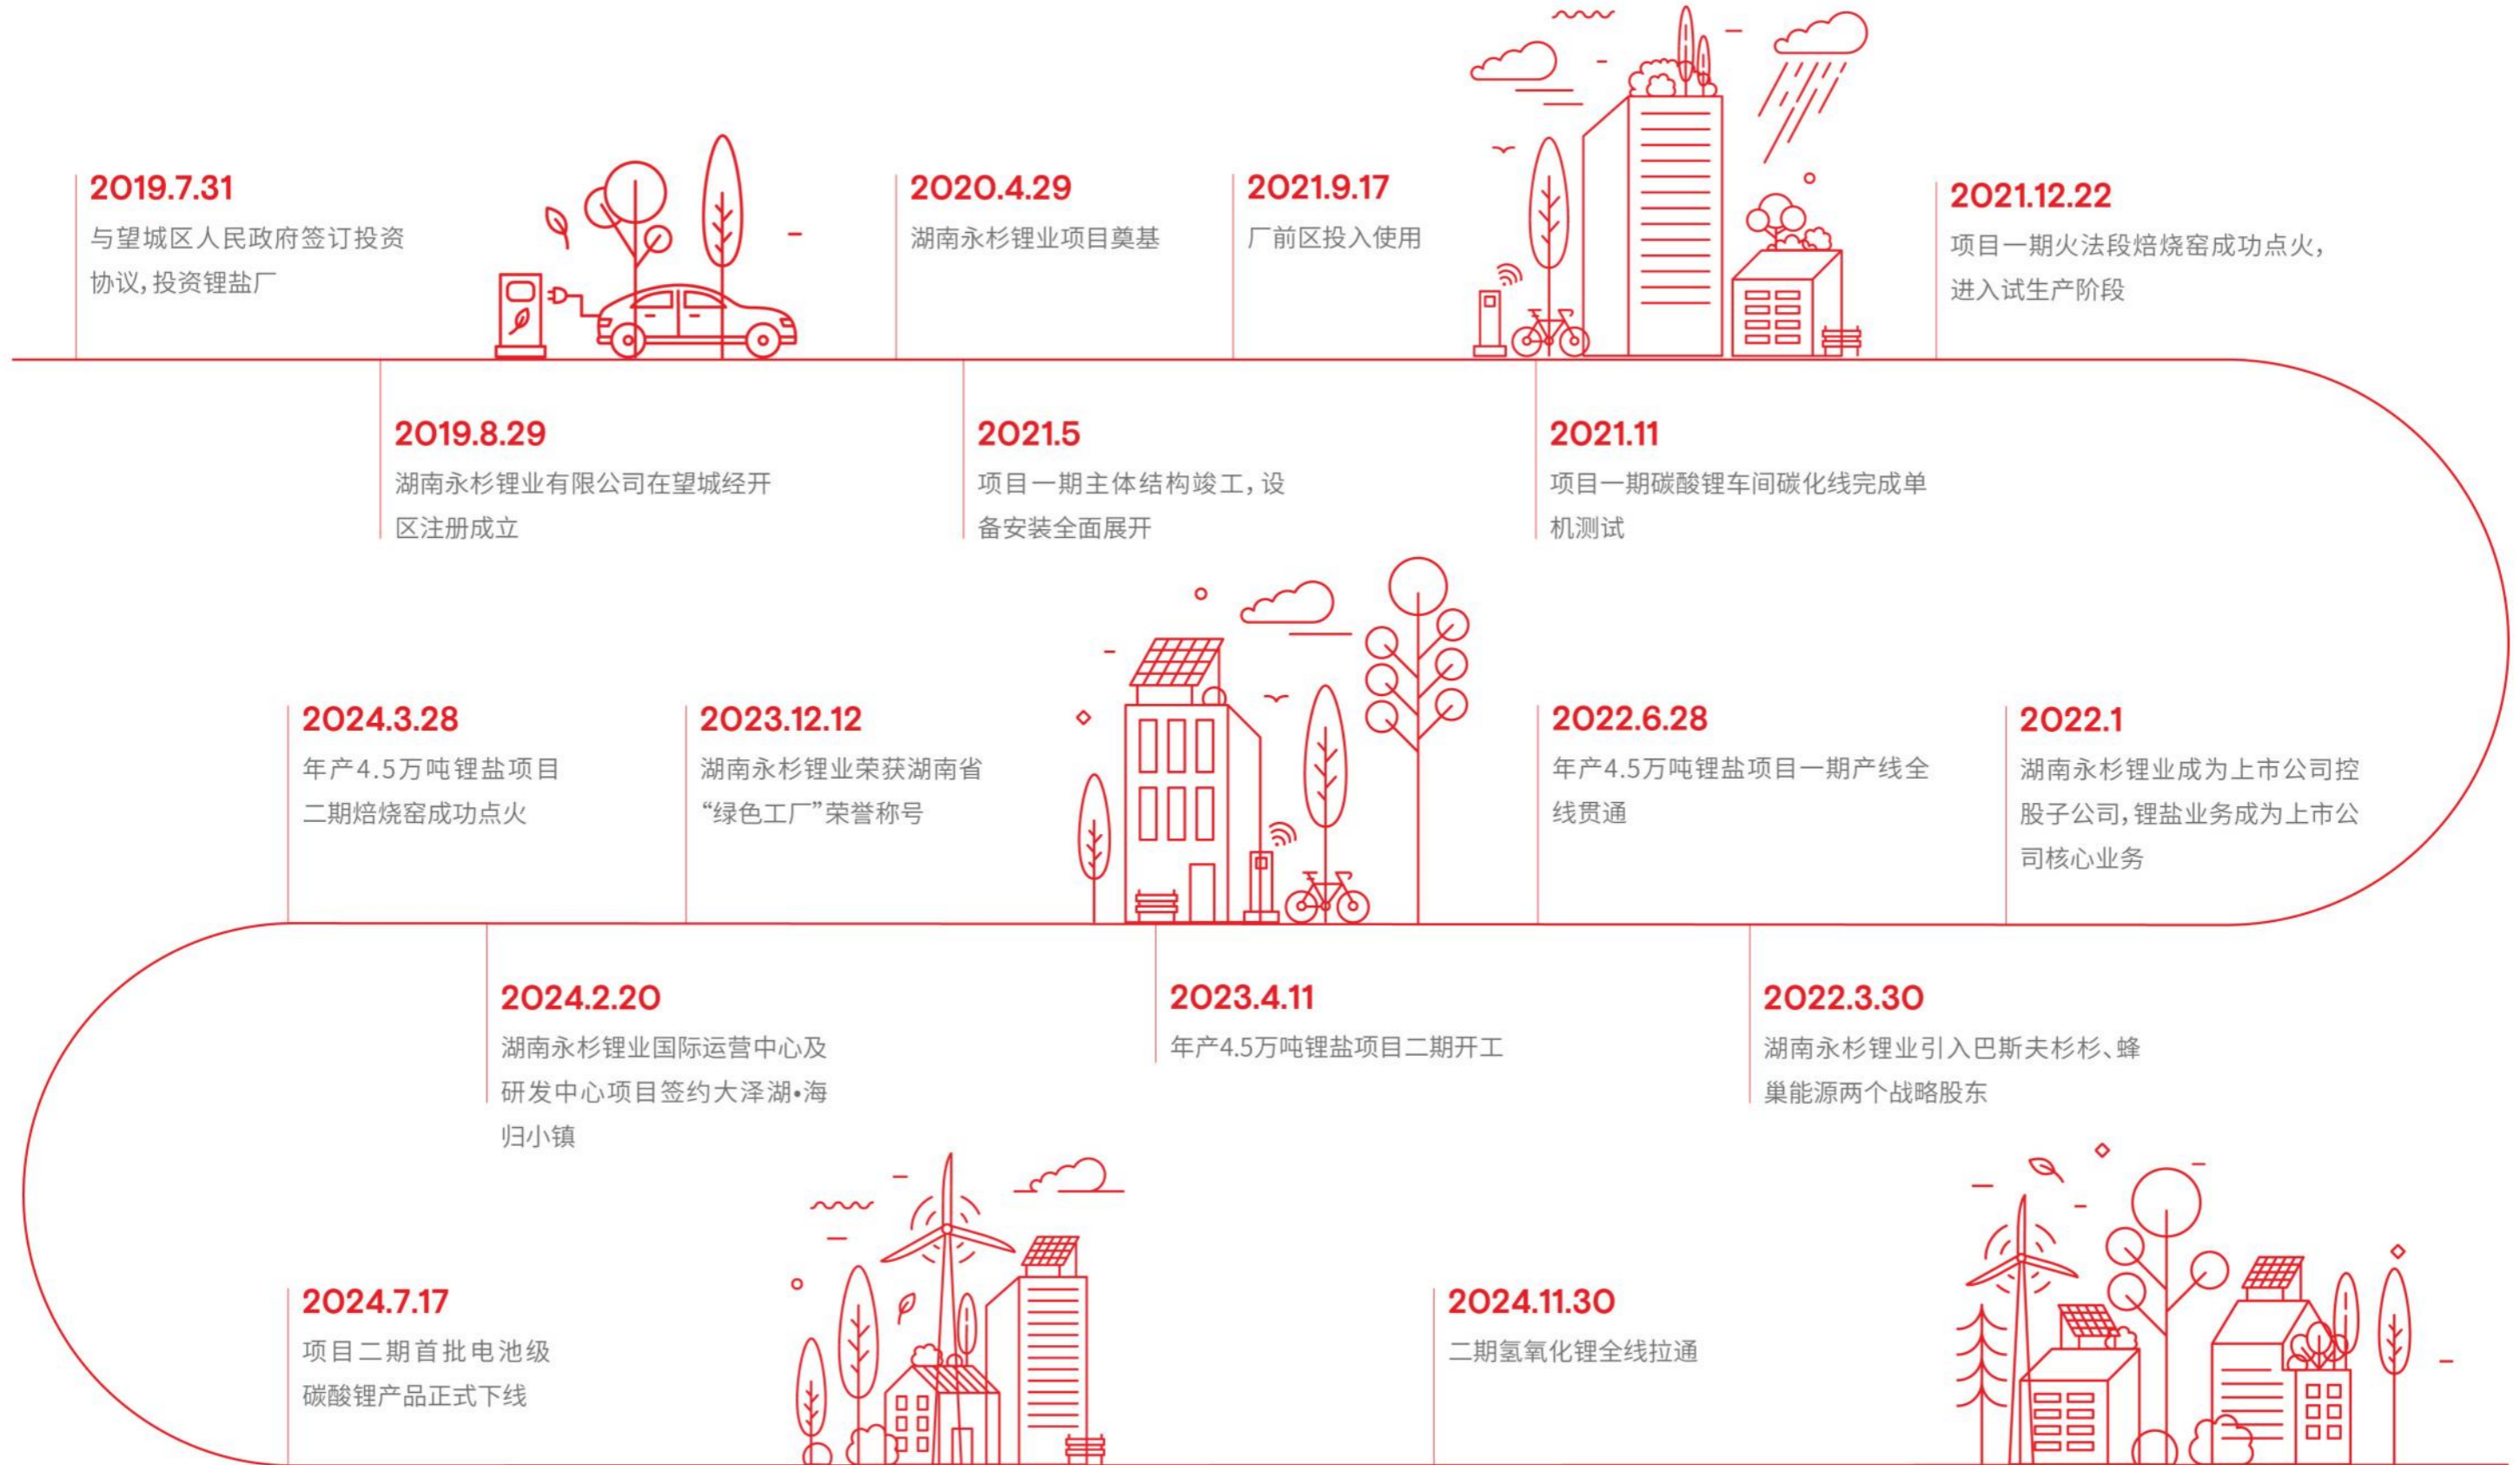 2019.7.31
与望城区人民政府签订投资
协议，投资锂盐厂
2019.8.29
湖南永杉锂业有限公司在望城经开
区注册成立
2020.4.29
湖南永杉锂业项目奠基
2021.5
项目一期主体结构竣工，设
备安装全面展开
2021.9.17
厂前区投入使用
2021.11
项目一期碳酸锂车间碳化线完成单
机测试
2021.12.22
项目一期火法段焙烧窑成功点火，
进入试生产阶段
2022.1
湖南永杉锂业成为上市公司控
股子公司，锂盐业务成为上市公
司核心业务
2022.3.30
湖南永杉锂业引入巴斯夫杉杉、蜂
巢能源两个战略股东
2022.6.28
年产4.5万吨锂盐项目一期产线全
线贯通
2023.4.11
年产4.5万吨锂盐项目二期开工
2023.12.12
湖南永杉锂业荣获湖南省
“绿色工厂”荣誉称号
2024.2.20
湖南永杉锂业国际运营中心及
研发中心项目签约大泽湖•海
归小镇
2024.3.28
年产4.5万吨锂盐项目
二期焙烧窑成功点火
2024.7.17
项目二期首批电池级
碳酸锂产品正式下线
2024.11.30
二期氢氧化锂全线拉通